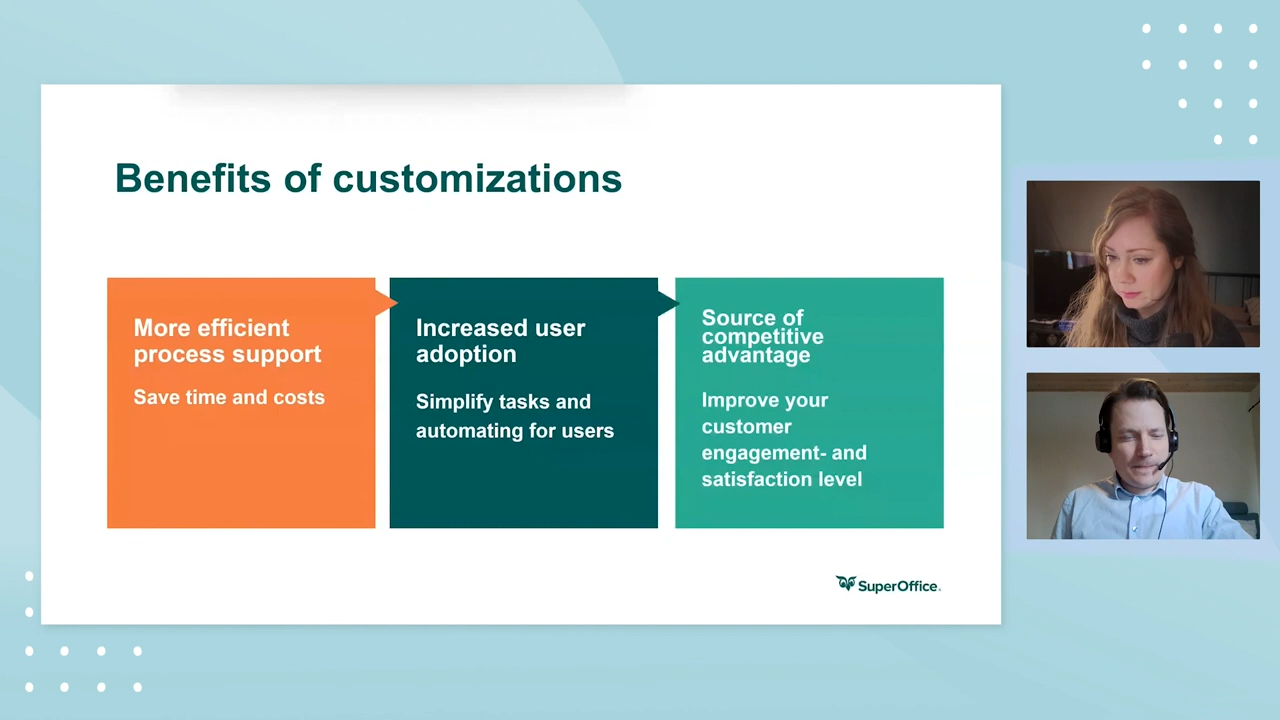 Benefits of customizations
More efficient
process support
Save time and costs
Increased user
adoption
Simplify tasks and
automating for users
Source of
competitive
advantage
Improve your
customer
engagement- and
satisfaction level
SuperOffice